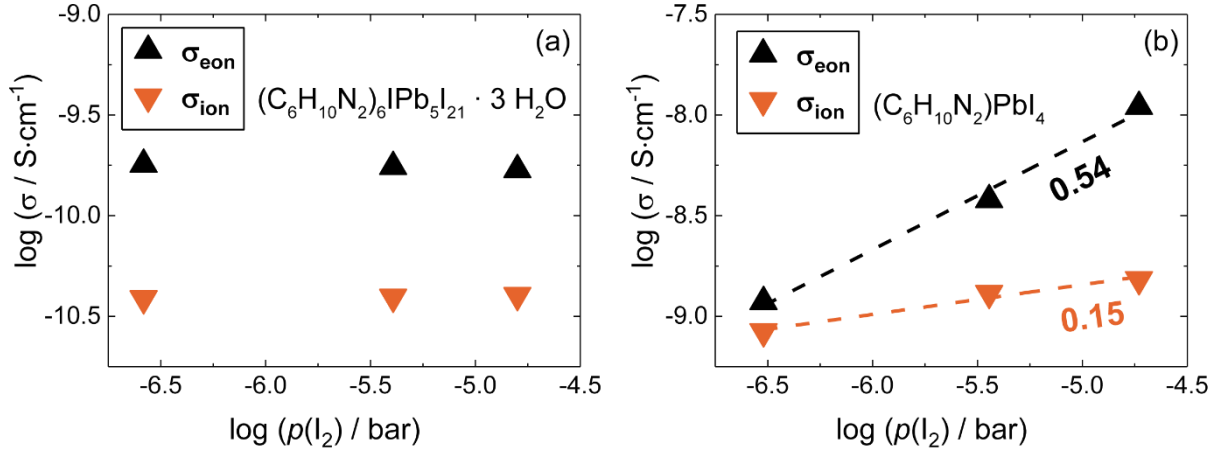 (a)
σeon
σion
(C6H10N2)6IPb5I21 · 3 H2O
-9.0
-9.5
-10.0
-10.5
log (σ / S·cm⁻¹)
-6.5 -6.0 -5.5 -5.0 -4.5
log (p(I2) / bar)
(b)
σeon
σion
(C6H10N2)PbI4
-7.5
-8.0
-8.5
-9.0
log (σ / S·cm⁻¹)
0.54
0.15
-6.5 -6.0 -5.5 -5.0 -4.5
log (p(I2) / bar)